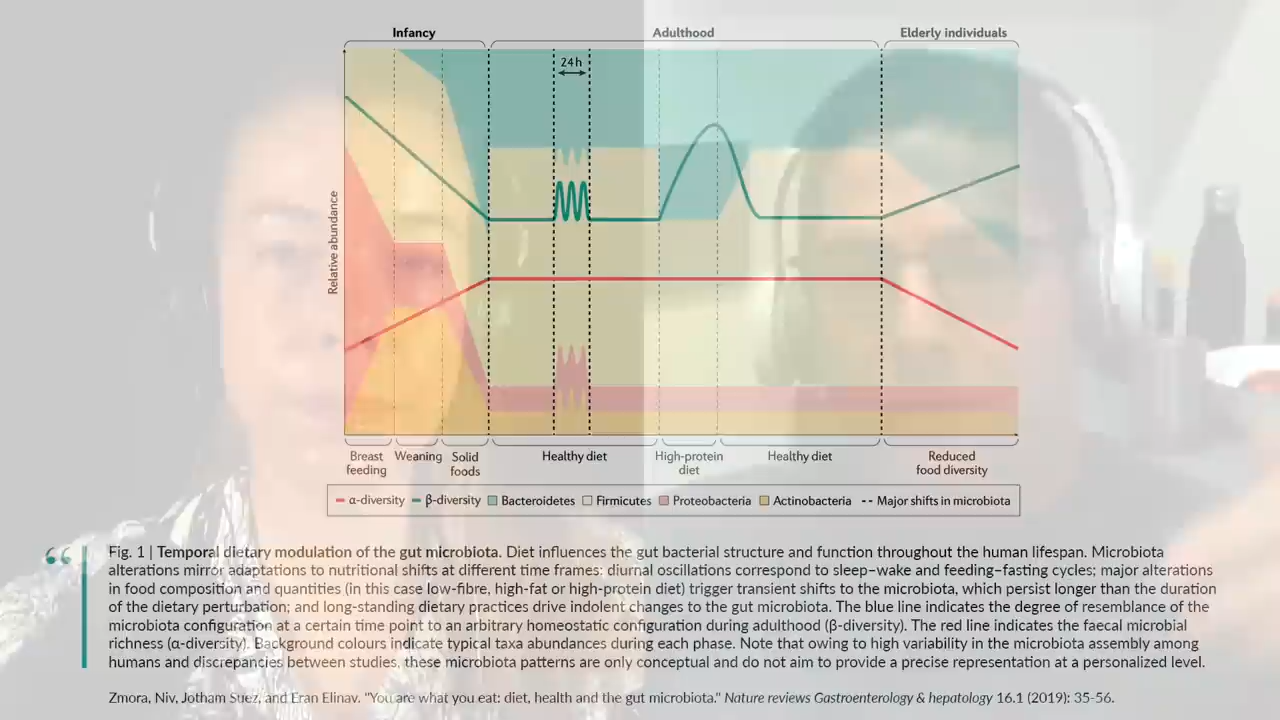 Infancy
Adulthood
Elderly individuals
24 h
Relative abundance
Breast feeding
Weaning
Solid foods
Healthy diet
High-protein diet
Healthy diet
Reduced food diversity
α-diversity β-diversity Bacteroidetes Firmicutes Proteobacteria Actinobacteria Major shifts in microbiota
“
Fig. 1 | Temporal dietary modulation of the gut microbiota. Diet influences the gut bacterial structure and function throughout the human lifespan. Microbiota
alterations mirror adaptations to nutritional shifts at different time frames: diurnal oscillations correspond to sleep–wake and feeding–fasting cycles; major alterations
in food composition and quantities (in this case low-fibre, high-fat or high-protein diet) trigger transient shifts to the microbiota, which persist longer than the duration
of the dietary perturbation; and long-standing dietary practices drive indolent changes to the gut microbiota. The blue line indicates the degree of resemblance of the
microbiota configuration at a certain time point to an arbitrary homeostatic configuration during adulthood (β-diversity). The red line indicates the faecal microbial
richness (α-diversity). Background colours indicate typical taxa abundances during each phase. Note that owing to high variability in the microbiota assembly among
humans and discrepancies between studies, these microbiota patterns are only conceptual and do not aim to provide a precise representation at a personalized level.
Zmora, Niv, Jotham Suez, and Eran Elinav. "You are what you eat: diet, health and the gut microbiota." Nature reviews Gastroenterology & hepatology 16.1 (2019): 35-56.